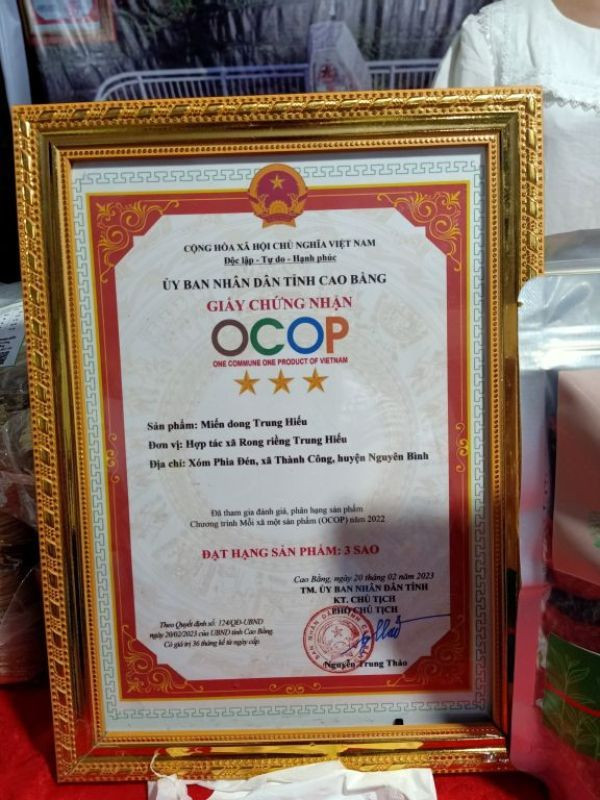 CỘNG HÒA XÃ HỘI CHỦ NGHĨA VIỆT NAM
Độc lập - Tự do - Hạnh phúc
ỦY BAN NHÂN DÂN TỈNH CAO BẰNG
GIẤY CHỨNG NHẬN
OCOP
ONE COMMUNE ONE PRODUCT OF VIETNAM
Sản phẩm: Miến dong Trung Hiếu
Đơn vị: Hợp tác xã Rong riềng Trung Hiếu
Địa chỉ: Xóm Phia Đén, xã Thành Công, huyện Nguyên Bình
Đã tham gia đánh giá, phân hạng sản phẩm
Chương trình Mỗi xã một sản phẩm (OCOP) năm 2022
ĐẠT HẠNG SẢN PHẨM: 3 SAO
Cao Bằng, ngày 20 tháng 02 năm 2023
TM. ỦY BAN NHÂN DÂN TỈNH
KT. CHỦ TỊCH
PHÓ CHỦ TỊCH
Theo Quyết định số: 124/QĐ-UBND
ngày 20/02/2023 của UBND tỉnh Cao Bằng
Có giá trị 36 tháng kể từ ngày cấp.
Nguyễn Trung Thảo